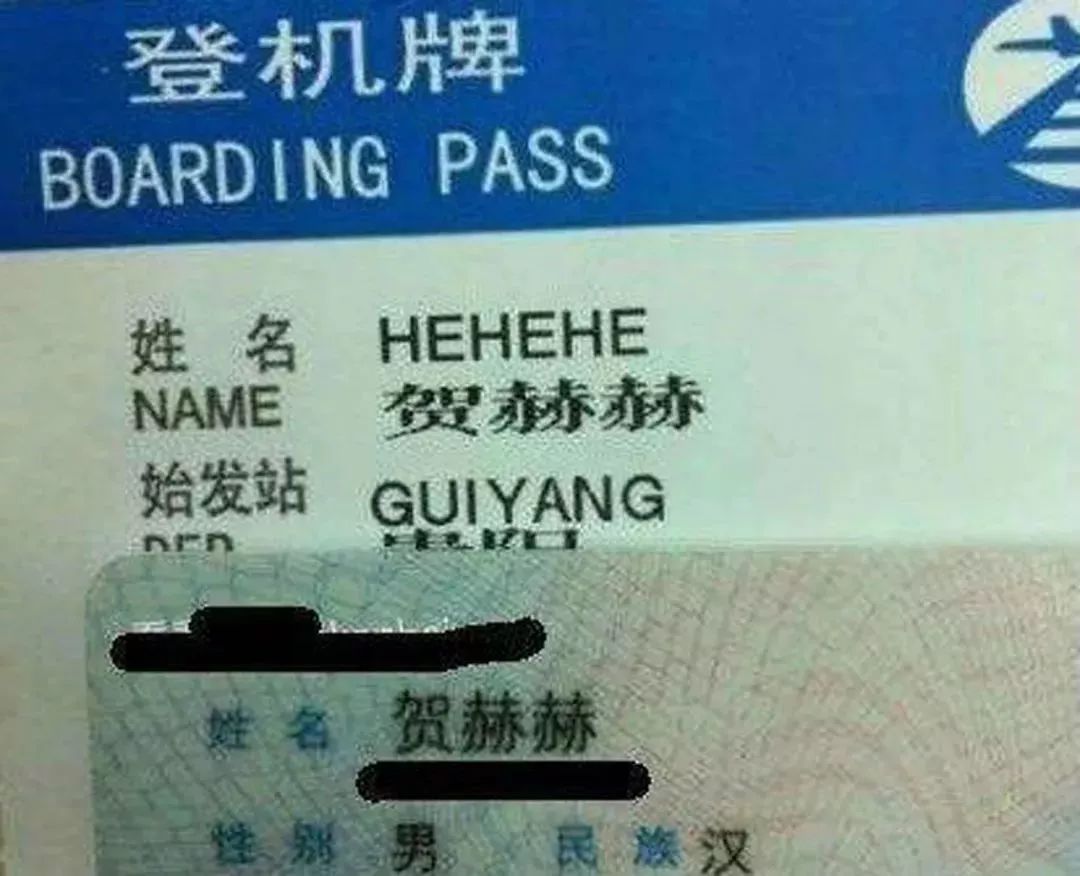 登机牌
BOARDING PASS
姓 名 HEHEHE
NAME 贺赫赫
始发站 GUIYANG
姓 名 贺赫赫
性 别 男 民 族 汉